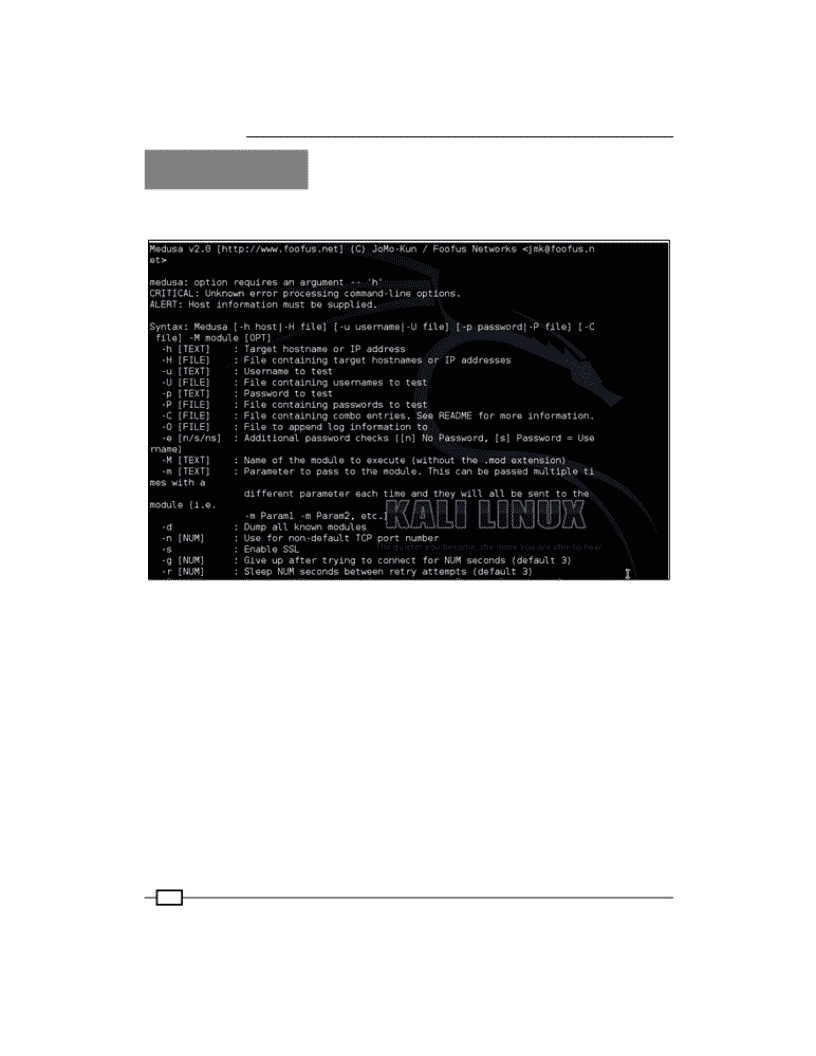 Medusa v2.0 [http://www.foofus.net] (C) JoMo-Kun / Foofus Networks <jmk@foofus.n
et>
medusa: option requires an argument -- 'h'
CRITICAL: Unknown error processing command-line options.
ALERT: Host information must be supplied.
Syntax: Medusa [-h host|-H file] [-u username|-U file] [-p password|-P file] [-C
file] -M module [OPT]
-h [TEXT] : Target hostname or IP address
-H [FILE] : File containing target hostnames or IP addresses
-u [TEXT] : Username to test
-U [FILE] : File containing usernames to test
-p [TEXT] : Password to test
-P [FILE] : File containing passwords to test
-C [FILE] : File containing combo entries. See README for more information.
-O [FILE] : File to append log information to
-e [n/s/ns] : Additional password checks ([n] No Password, [s] Password = Use
rname)
-M [TEXT] : Name of the module to execute (without the .mod extension)
-m [TEXT] : Parameter to pass to the module. This can be passed multiple ti
mes with a
different parameter each time and they will all be sent to the
module (i.e.
-m Param1 -m Param2, etc.)
KALI LINUX
-d : Dump all known modules
-n [NUM] : Use for non-default TCP port number
-s : Enable SSL
The quieter you become, the more you are able to hear
-g [NUM] : Give up after trying to connect for NUM seconds (default 3)
-r [NUM] : Sleep NUM seconds between retry attempts (default 3)